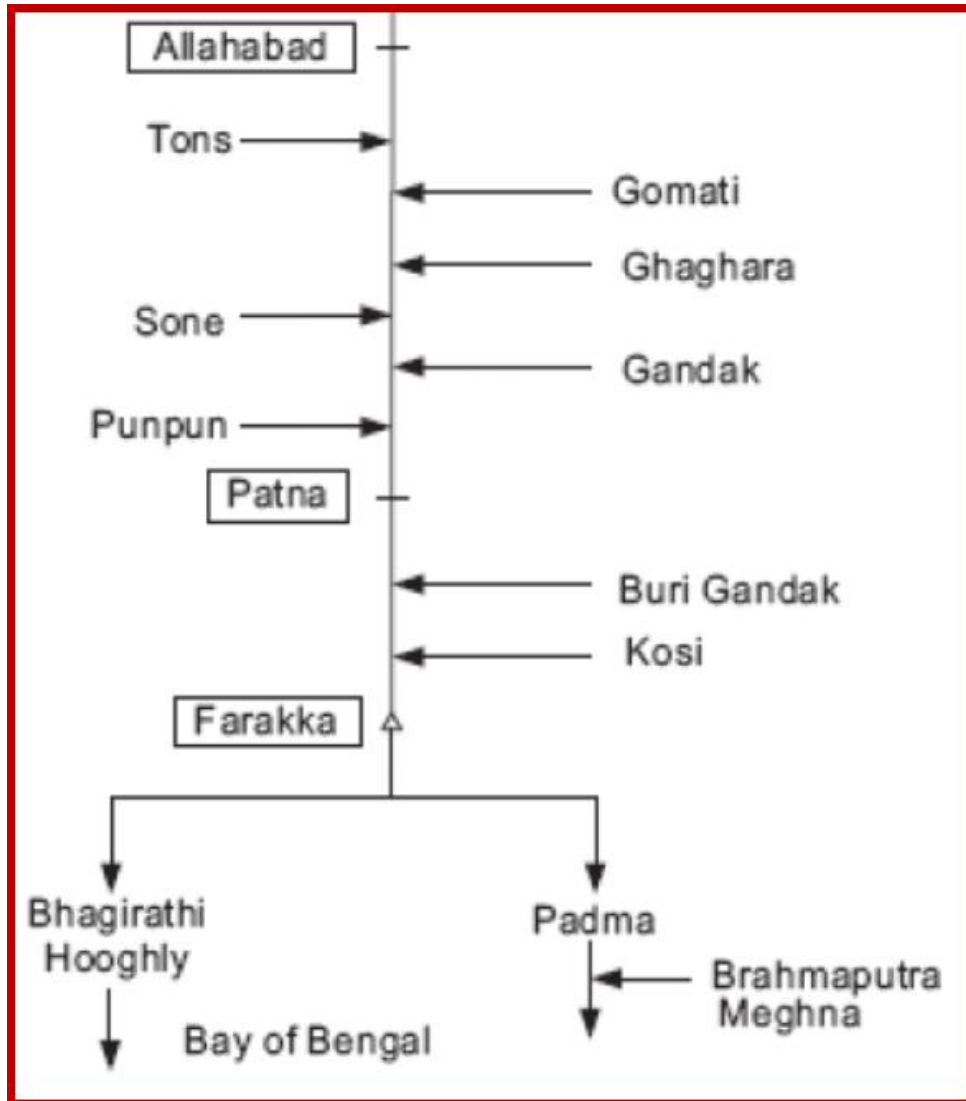 Allahabad
Tons
Gomati
Ghaghara
Sone
Gandak
Punpun
Patna
Buri Gandak
Kosi
Farakka
Bhagirathi
Hooghly
Padma
Brahmaputra
Meghna
Bay of Bengal